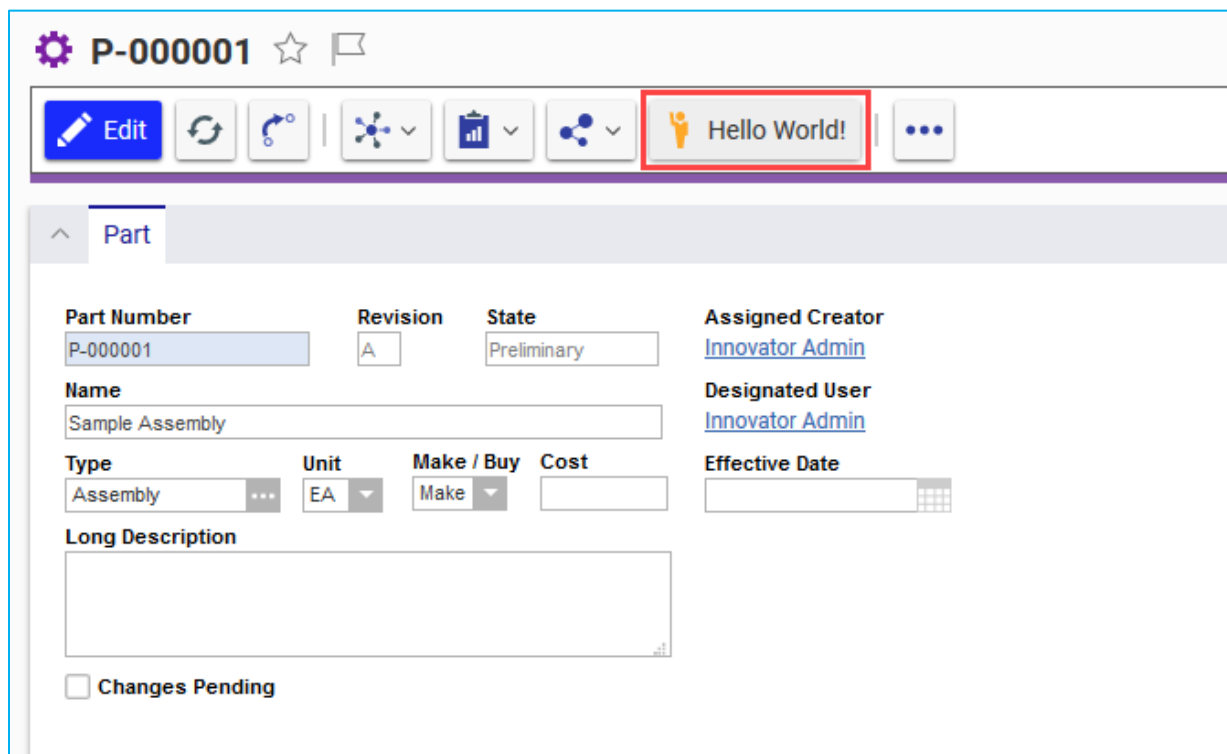 P-000001
Edit Hello World!
Part
Part Number Revision State Assigned Creator
P-000001 A Preliminary Innovator Admin
Name Designated User
Sample Assembly Innovator Admin
Type Unit Make / Buy Cost Effective Date
Assembly EA Make
Long Description
Changes Pending